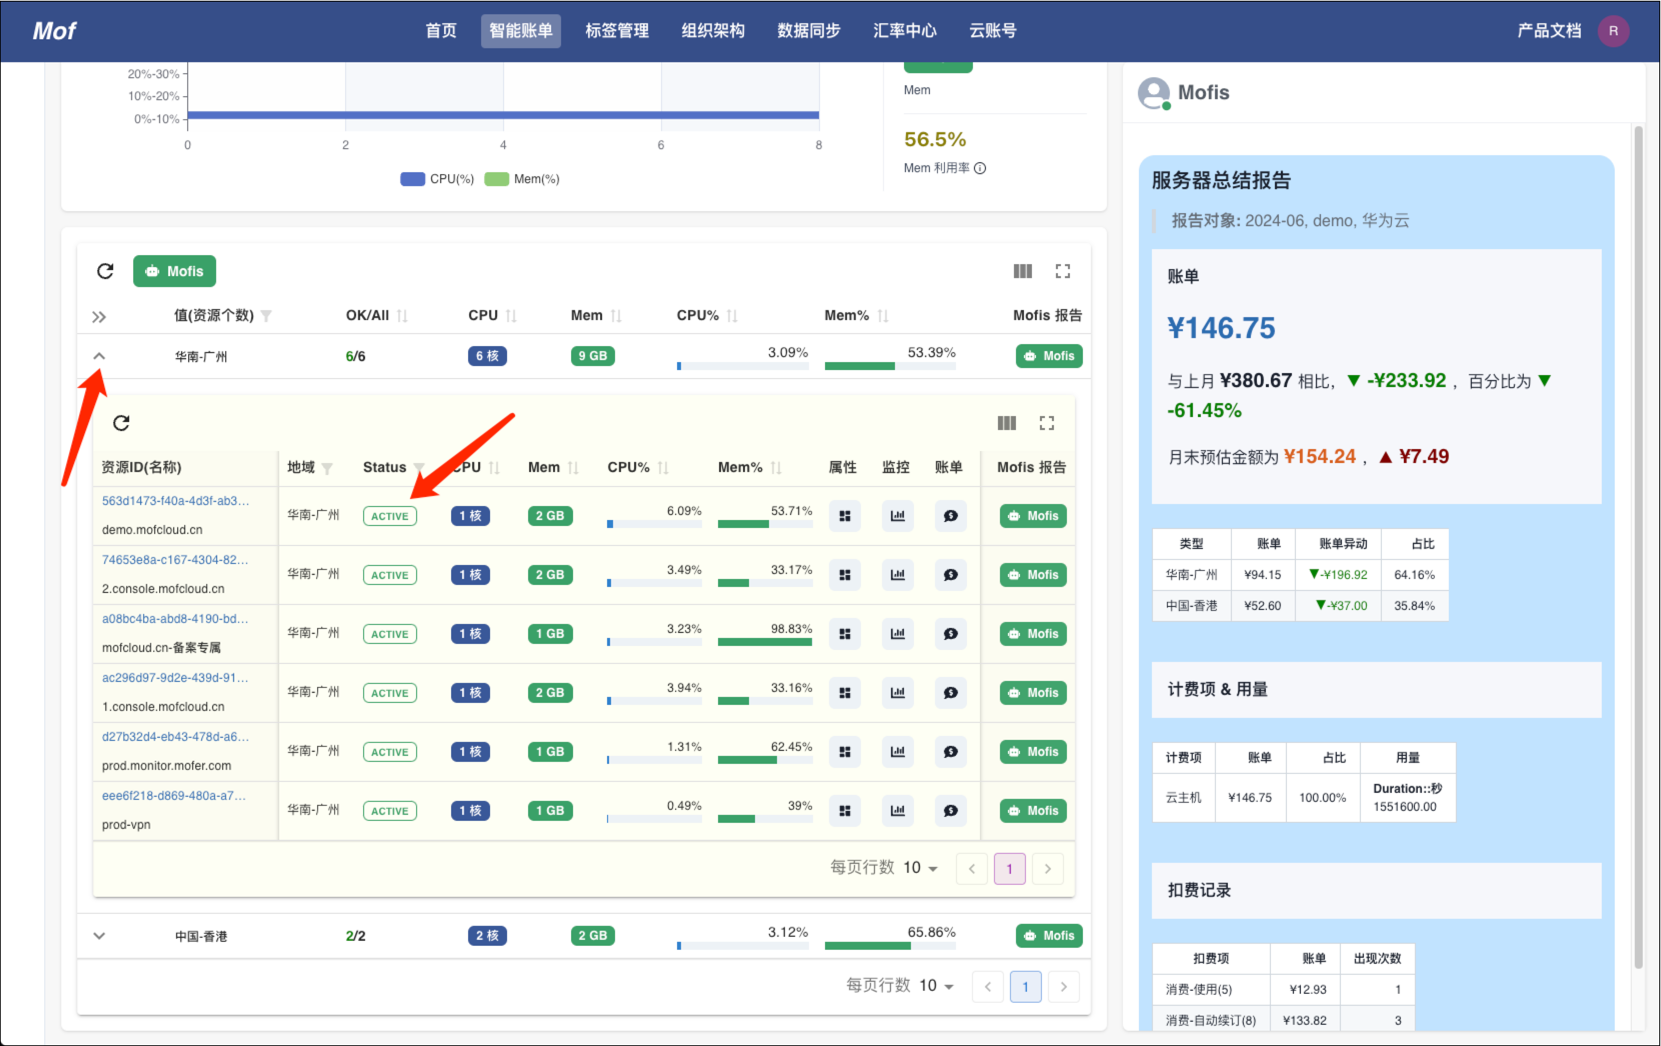 Mof 首页 智能账单 标签管理 组织架构 数据同步 汇率中心 云账号 产品文档 R
20%-30%
10%-20%
0%-10%
0 2 4 6 8
CPU(%) Mem(%)
Mem
56.5%
Mem 利用率
Mofis
值(资源个数) OK/All CPU Mem CPU% Mem% Mofis 报告
华南-广州 6/6 6 核 9 GB 3.09% 53.39% Mofis
资源ID(名称) 地域 Status CPU Mem CPU% Mem% 属性 监控 账单 Mofis 报告
563d1473-f40a-4d3f-ab3...
demo.mofcloud.cn
华南-广州 ACTIVE 1 核 2 GB 6.09% 53.71% Mofis
74653e8a-c167-4304-82...
2.console.mofcloud.cn
华南-广州 ACTIVE 1 核 2 GB 3.49% 33.17% Mofis
a08bc4ba-abd8-4190-bd...
mofcloud.cn-备案专属
华南-广州 ACTIVE 1 核 1 GB 3.23% 98.83% Mofis
ac296d97-9d2e-439d-91...
1.console.mofcloud.cn
华南-广州 ACTIVE 1 核 2 GB 3.94% 33.16% Mofis
d27b32d4-eb43-478d-a6...
prod.monitor.mofer.com
华南-广州 ACTIVE 1 核 1 GB 1.31% 62.45% Mofis
eee6f218-d869-480a-a7...
prod-vpn
华南-广州 ACTIVE 1 核 1 GB 0.49% 39% Mofis
每页行数 10 1
中国-香港 2/2 2 核 2 GB 3.12% 65.86% Mofis
每页行数 10 1
Mofis
服务器总结报告
报告对象: 2024-06, demo, 华为云
账单
¥146.75
与上月 ¥380.67 相比, ▼ -¥233.92 , 百分比为 ▼
-61.45%
月末预估金额为 ¥154.24 , ▲ ¥7.49
类型 账单 账单异动 占比
华南-广州 ¥94.15 ▼-¥196.92 64.16%
中国-香港 ¥52.60 ▼-¥37.00 35.84%
计费项 & 用量
计费项 账单 占比 用量
云主机 ¥146.75 100.00% Duration::秒
1551600.00
扣费记录
扣费项 账单 出现次数
消费-使用(5) ¥12.93 1
消费-自动续订(8) ¥133.82 3